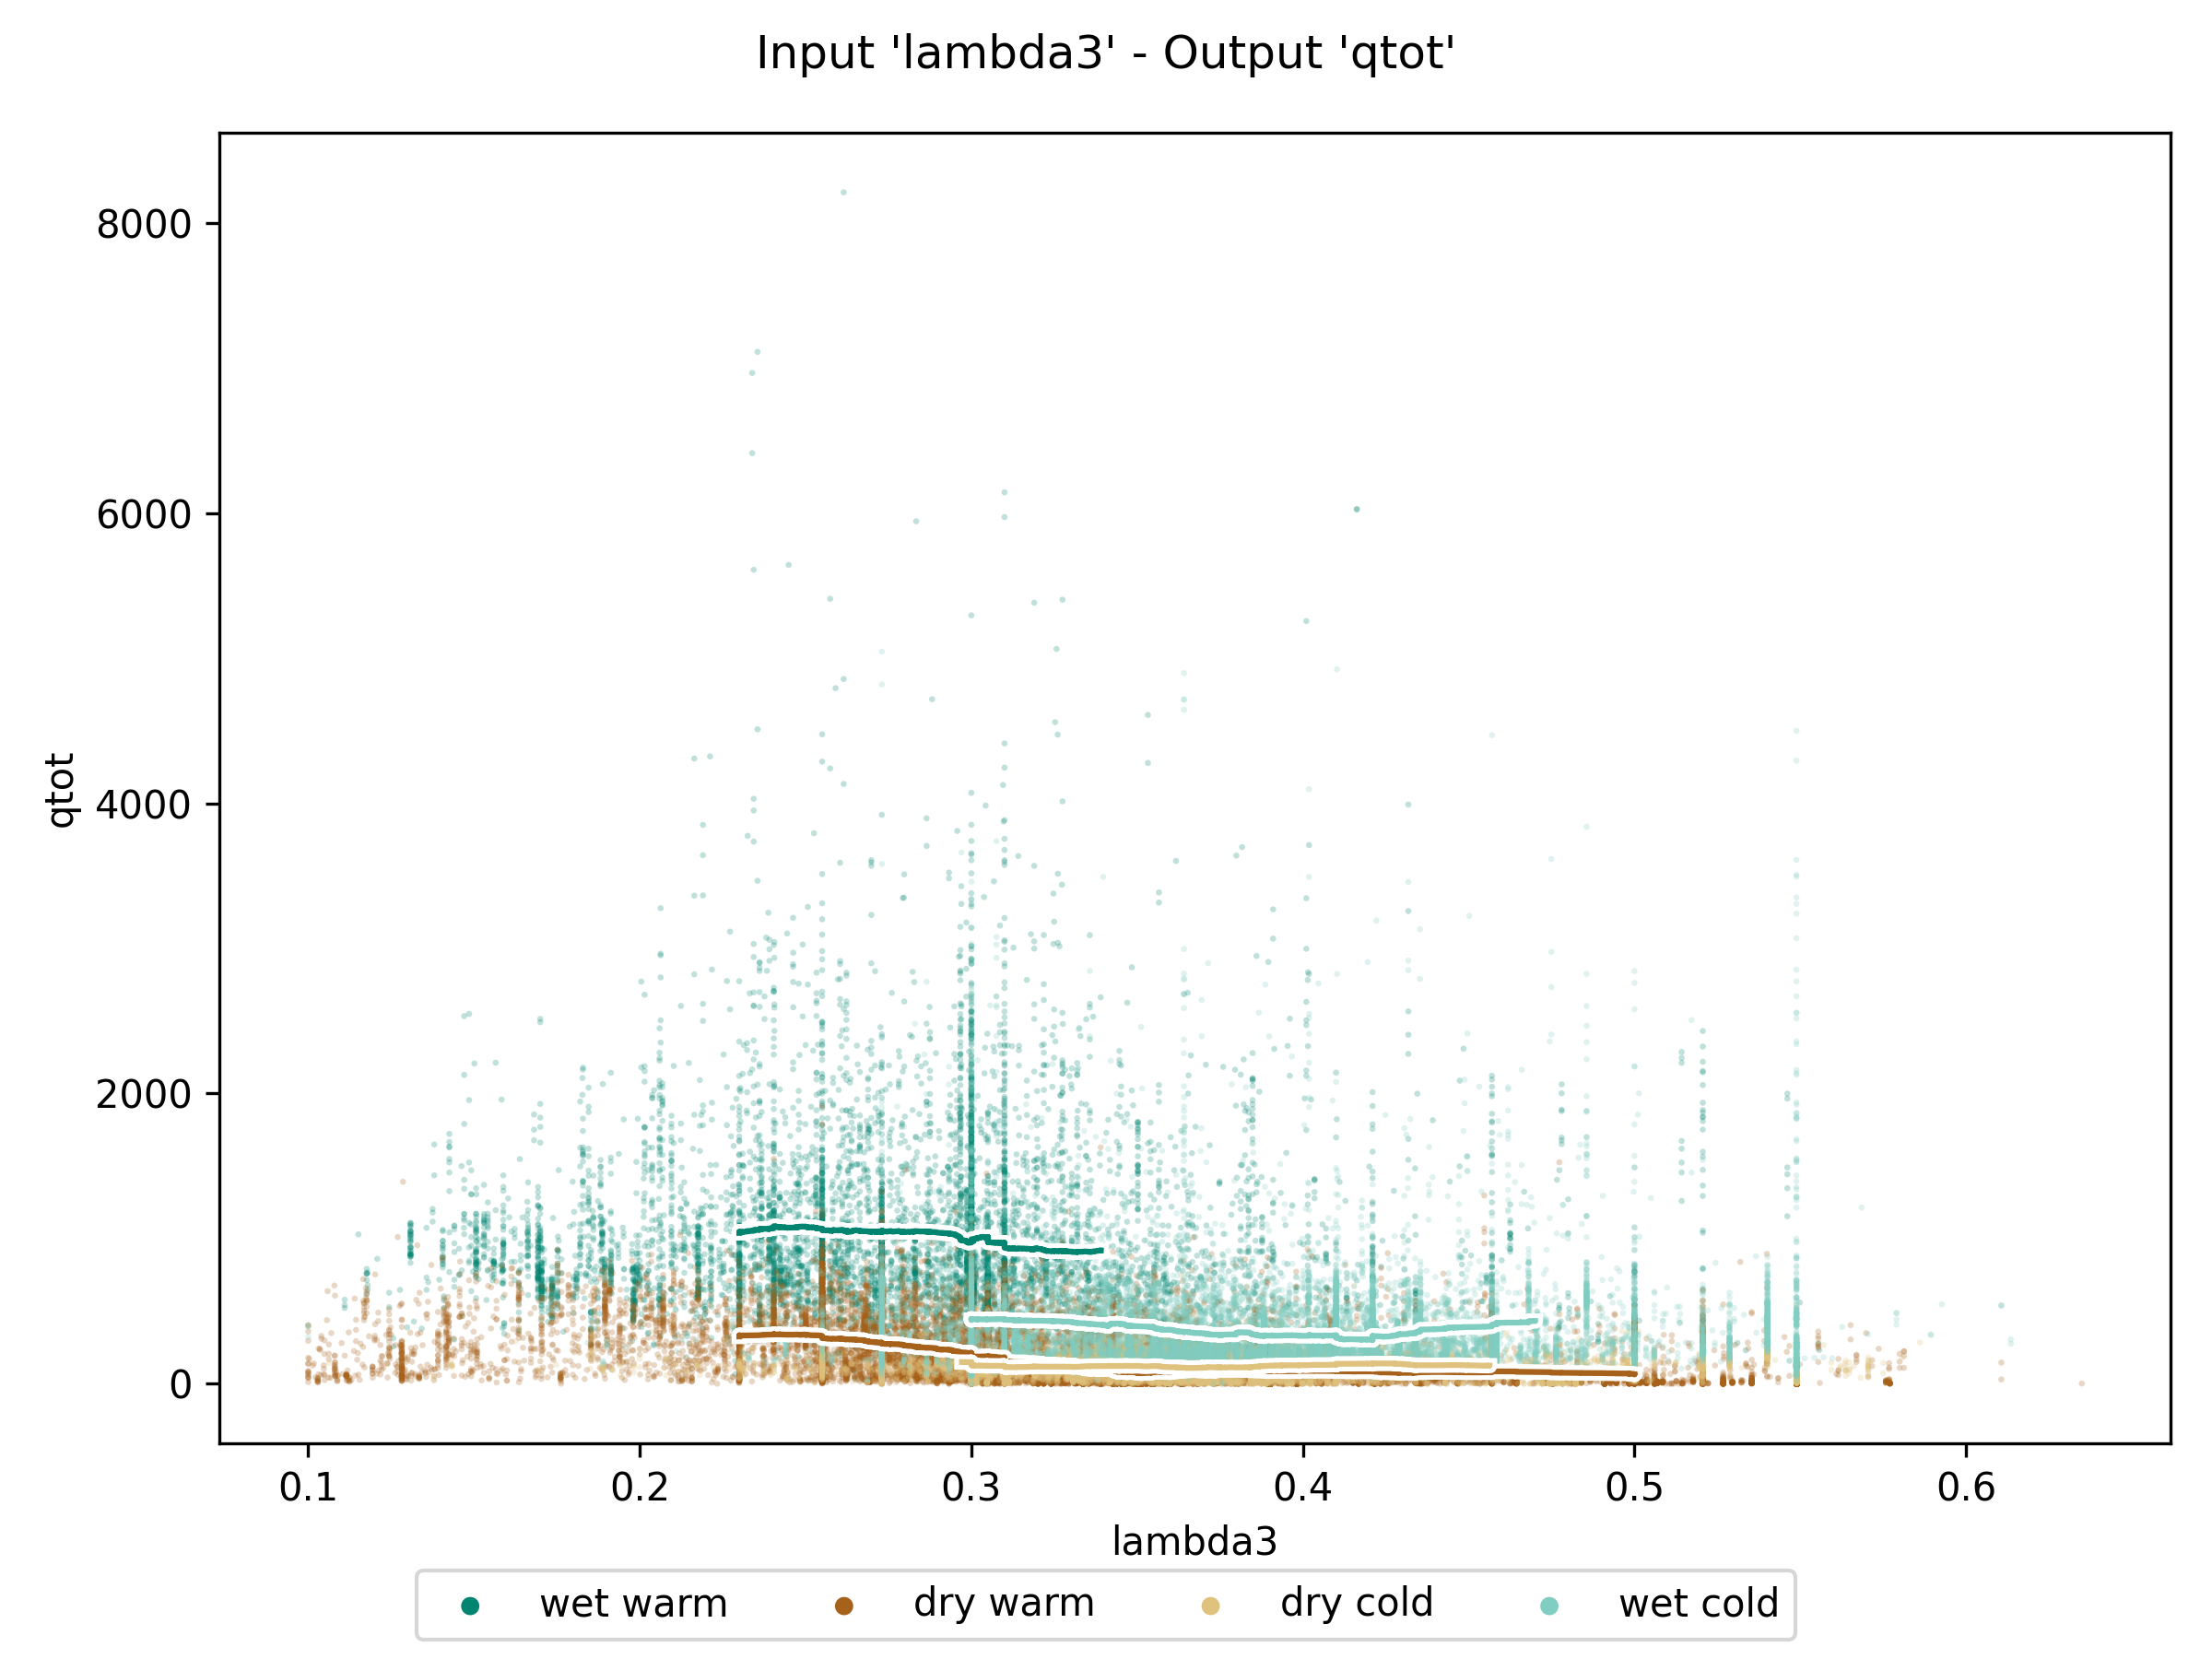 Input 'lambda3' - Output 'qtot'
8000
6000
4000
2000
0
qtot
0.1 0.2 0.3 0.4 0.5 0.6
lambda3
wet warm dry warm dry cold wet cold